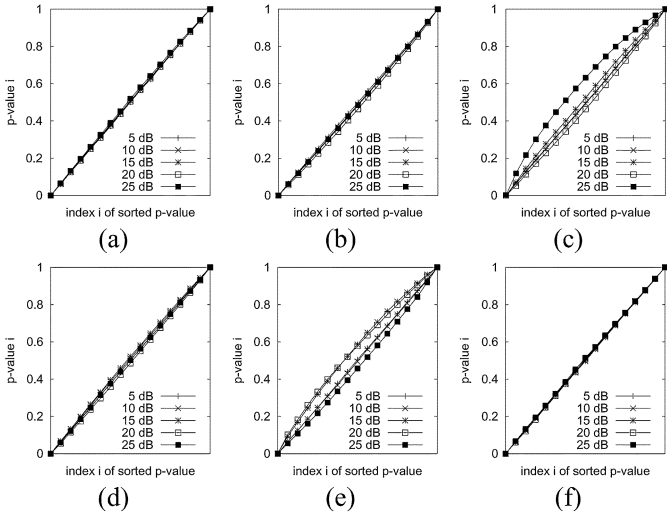 1
0.8
0.6
0.4
0.2
0
p-value i
5 dB
10 dB
15 dB
20 dB
25 dB
index i of sorted p-value
(a)
1
0.8
0.6
0.4
0.2
0
p-value i
5 dB
10 dB
15 dB
20 dB
25 dB
index i of sorted p-value
(b)
1
0.8
0.6
0.4
0.2
0
p-value i
5 dB
10 dB
15 dB
20 dB
25 dB
index i of sorted p-value
(c)
1
0.8
0.6
0.4
0.2
0
p-value i
5 dB
10 dB
15 dB
20 dB
25 dB
index i of sorted p-value
(d)
1
0.8
0.6
0.4
0.2
0
p-value i
5 dB
10 dB
15 dB
20 dB
25 dB
index i of sorted p-value
(e)
1
0.8
0.6
0.4
0.2
0
p-value i
5 dB
10 dB
15 dB
20 dB
25 dB
index i of sorted p-value
(f)